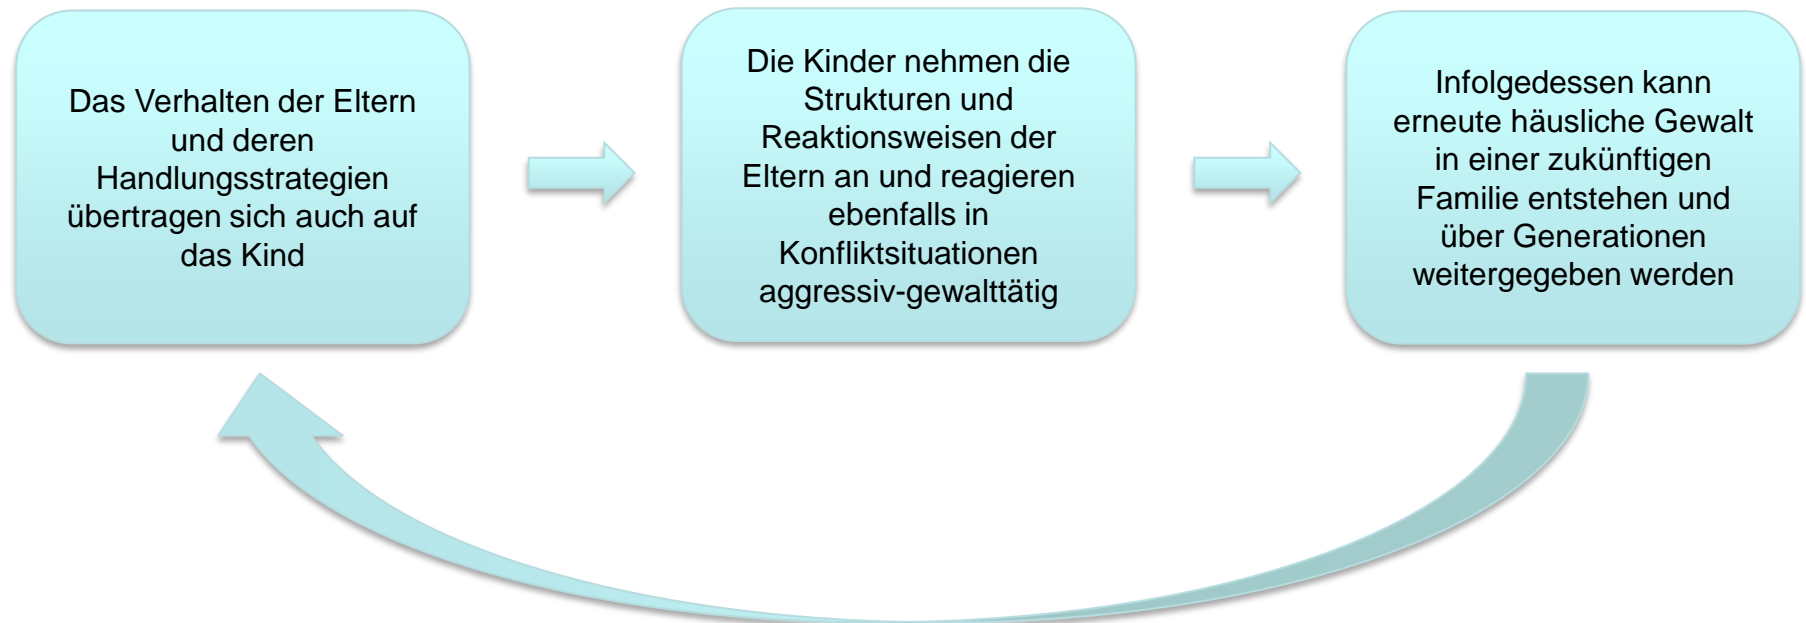 Das Verhalten der Eltern
und deren
Handlungsstrategien
übertragen sich auch auf
das Kind
Die Kinder nehmen die
Strukturen und
Reaktionsweisen der
Eltern an und reagieren
ebenfalls in
Konfliktsituationen
aggressiv-gewalttätig
Infolgedessen kann
erneute häusliche Gewalt
in einer zukünftigen
Familie entstehen und
über Generationen
weitergegeben werden